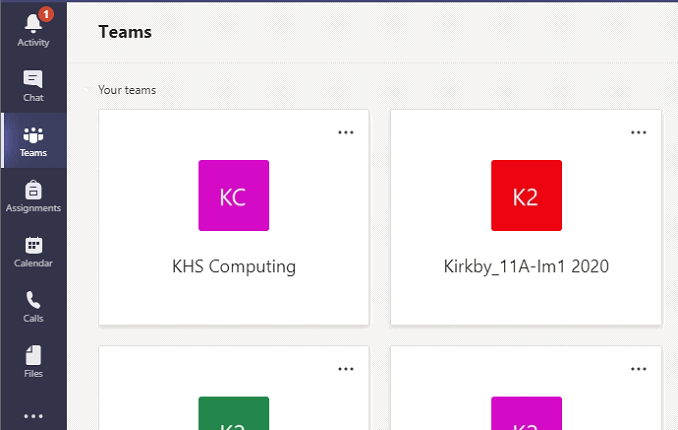 1
Activity
Chat
Teams
Assignments
Calendar
Calls
Files
Teams
Your teams
KC
KHS Computing
K2
Kirkby_11A-Im1 2020